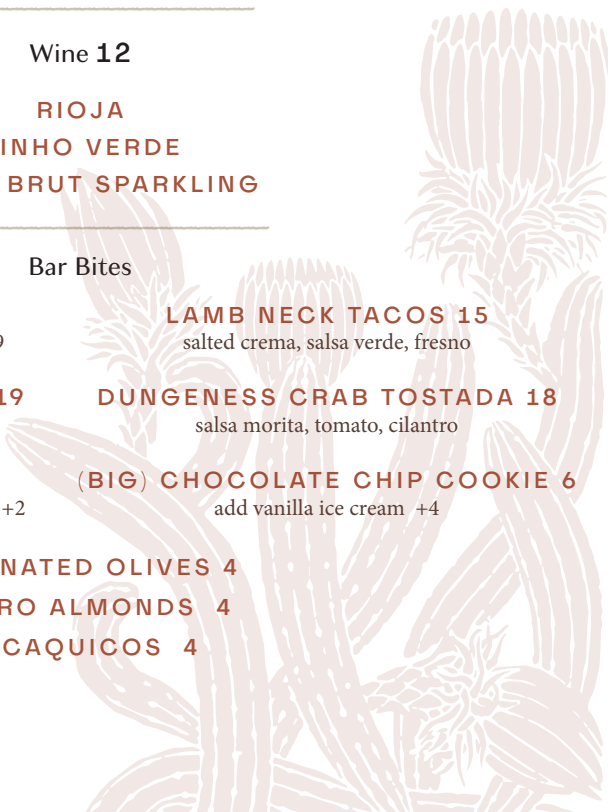 Wine 12
RIOJA
INHO VERDE
BRUT SPARKLING
Bar Bites
LAMB NECK TACOS 15
9
salted crema, salsa verde, fresno
19
DUNGENESS CRAB TOSTADA 18
salsa morita, tomato, cilantro
(BIG) CHOCOLATE CHIP COOKIE 6
+2
add vanilla ice cream +4
NATED OLIVES 4
RO ALMONDS 4
CAQUICOS 4